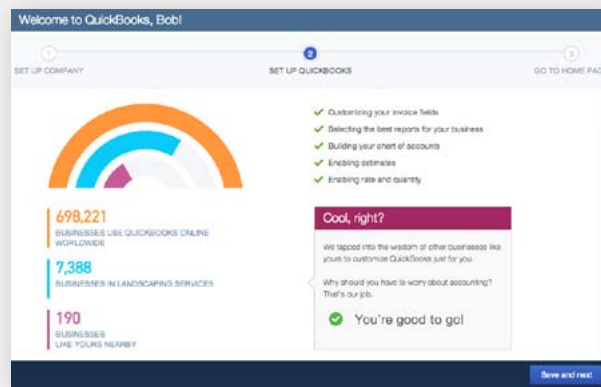 Welcome to QuickBooks, Bob!
1
2
3
SET UP COMPANY
SET UP QUICKBOOKS
GO TO HOME PAG
Customizing your invoice fields
Selecting the best reports for your business
Building your chart of accounts
Enabling estimates
Enabling rate and quantity
698,221
BUSINESSES USE QUICKBOOKS ONLINE
WORLDWIDE
7,388
BUSINESSES IN LANDSCAPING SERVICES
190
BUSINESSES
LIKE YOURS NEARBY
Cool, right?
We tapped into the wisdom of other businesses like
yours to customize QuickBooks just for you.
Why should you have to worry about accounting?
That's our job.
You're good to go!
Save and next